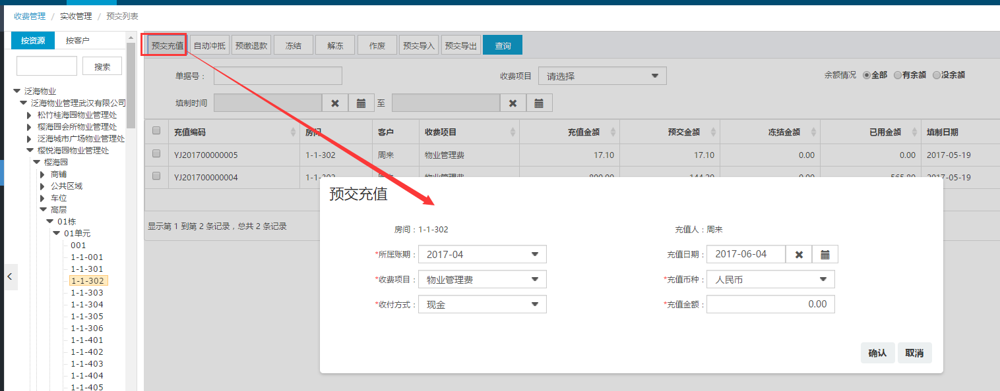 收费管理 / 实收管理 / 预交列表
按资源 按客户
搜索
泛海物业
泛海物业管理武汉有限公司
松竹桂海园物业管理处
樱海园会所物业管理处
泛海城市广场物业管理处
樱悦海园物业管理处
樱海园
商铺
公共区域
车位
高层
01栋
01单元
001
1-1-001
1-1-301
1-1-302
1-1-303
1-1-304
1-1-305
1-1-306
1-1-401
1-1-402
1-1-403
1-1-404
1-1-405
预交充值 自动冲抵 预缴退款 冻结 解冻 作废 预交导入 预交导出 查询
单据号： 收费项目 请选择 余额情况 全部 有余额 没余额
填制时间 至
充值编码 房间 客户 收费项目 充值金额 预交金额 冻结金额 已用金额 填制日期
YJ201700000005 1-1-302 周来 物业管理费 17.10 17.10 0.00 0.00 2017-05-19
YJ201700000004 1-1-302 周来 物业管理费 144.20 0.00 2017-05-19
显示第 1 到第 2 条记录，总共 2 条记录
预交充值
房间：1-1-302 充值人：周来
*所属账期： 2017-04 充值日期： 2017-06-04
*收费项目： 物业管理费 *充值币种： 人民币
*收付方式： 现金 *充值金额： 0.00
确认 取消